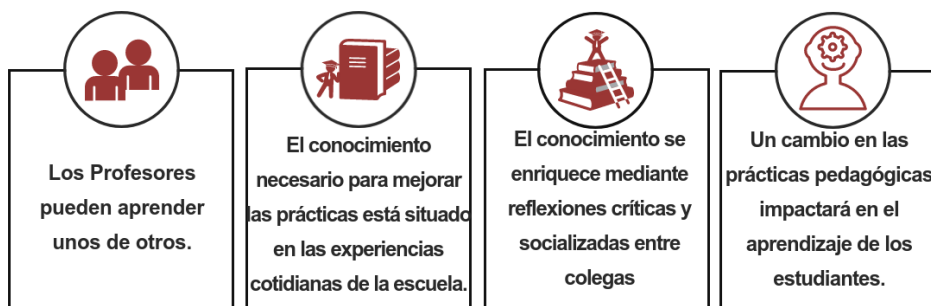 Los Profesores
pueden aprender
unos de otros.
El conocimiento
necesario para mejorar
las prácticas está situado
en las experiencias
cotidianas de la escuela.
El conocimiento se
enriquece mediante
reflexiones críticas y
socializadas entre
colegas
Un cambio en las
prácticas pedagógicas
impactará en el
aprendizaje de los
estudiantes.